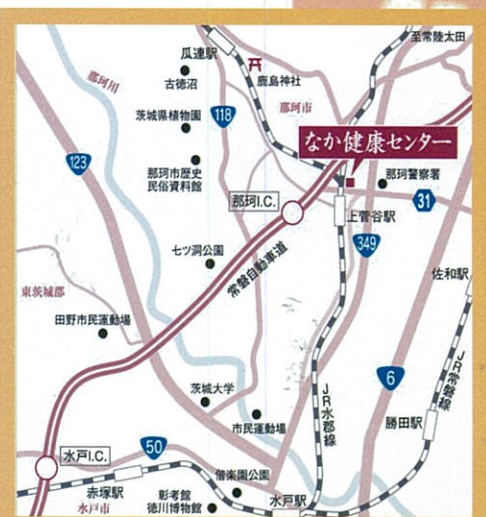 瓜連駅
至常陸太田
古徳沼
鹿島神社
那珂川
那珂市
茨城県植物園
118
なか健康センター
123
那珂市歴史
民俗資料館
那珂警察署
那珂I.C.
31
上菅谷駅
349
七ツ洞公園
常磐自動車道
佐和駅
東茨城郡
田野市民運動場
6
JR水郡線
JR常磐線
茨城大学
市民運動場
勝田駅
50
水戸I.C.
偕楽園公園
赤塚駅
水戸市
彰考館
徳川博物館
水戸駅